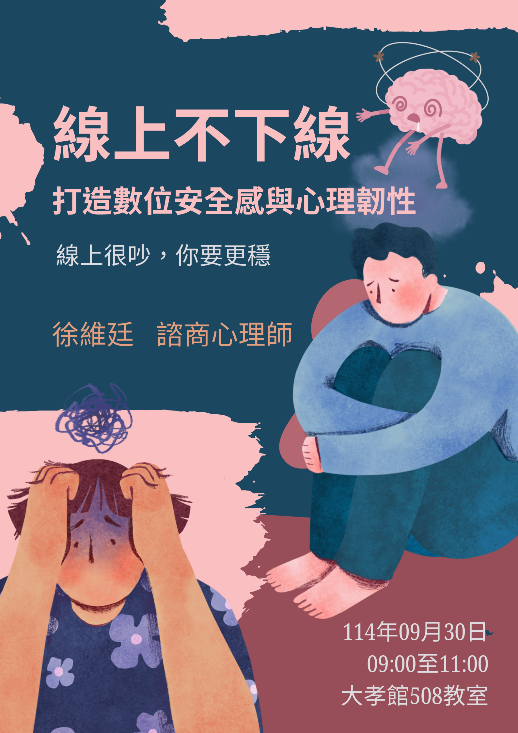 線上不下線
打造數位安全感與心理韌性
線上很吵，你要更穩
徐維廷 諮商心理師
114年09月30日
09:00至11:00
大孝館508教室